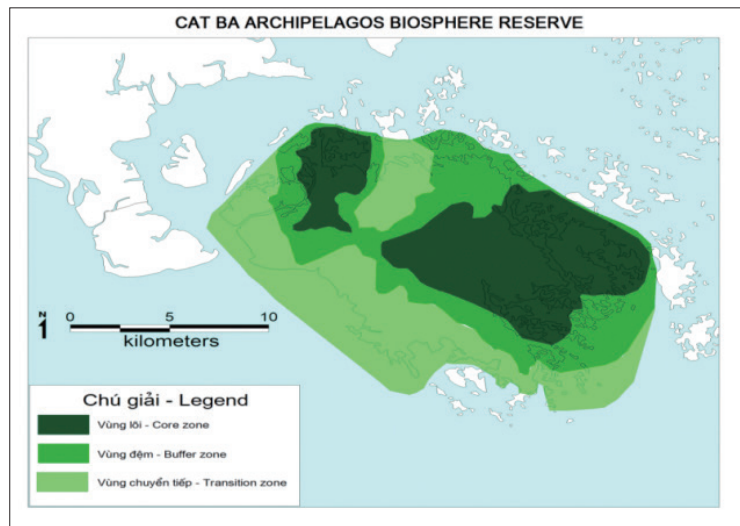 CAT BA ARCHIPELAGOS BIOSPHERE RESERVE
N
0 5 10
kilometers
Chú giải - Legend
Vùng lõi - Core zone
Vùng đệm - Buffer zone
Vùng chuyển tiếp - Transition zone